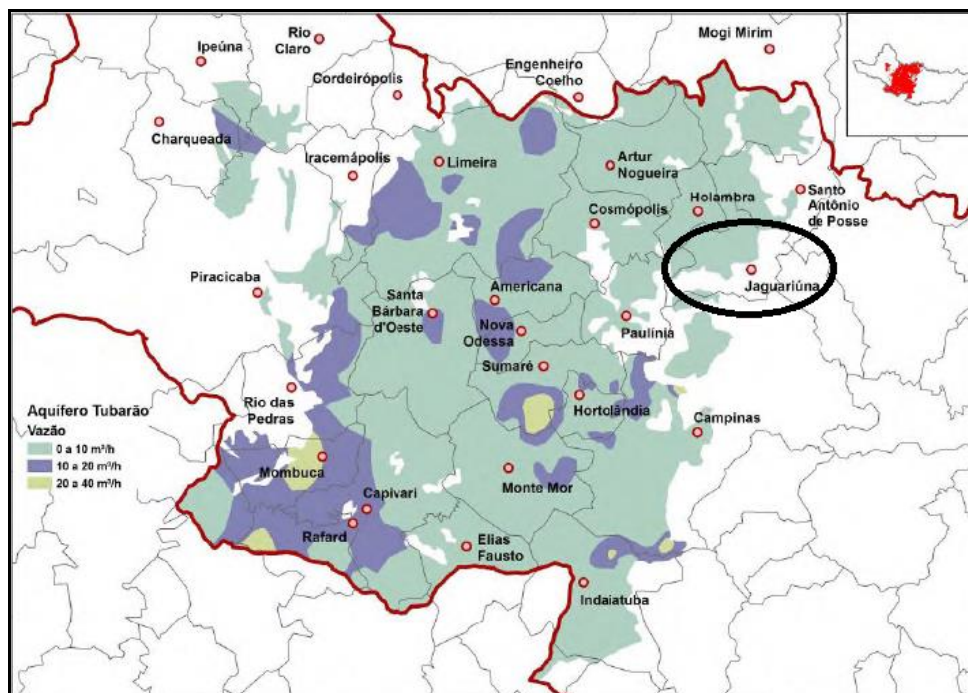 Ipeúna
Rio
Claro
Mogi Mirim
Cordeirópolis
Engenheiro
Coelho
Charqueada
Iracemápolis
Limeira
Artur
Nogueira
Holambra
Santo
Antônio
de Posse
Cosmópolis
Jaguariúna
Piracicaba
Santa
Bárbara
d'Oeste
Americana
Nova
Odessa
Paulínia
Sumaré
Rio das
Pedras
Hortolândia
Campinas
Aquífero Tubarão
Vazão
0 a 10 m³/h
10 a 20 m³/h
20 a 40 m³/h
Mombuca
Monte Mor
Capivari
Rafard
Elias
Fausto
Indaiatuba